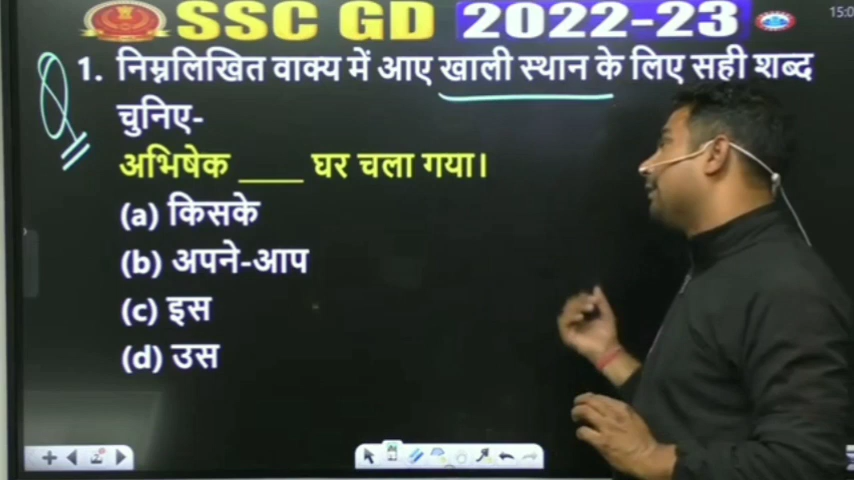 SSC GD 2022-23
15:0
1. निम्नलिखित वाक्य में आए खाली स्थान के लिए सही शब्द
चुनिए-
अभिषेक ____ घर चला गया।
(a) किसके
(b) अपने-आप
(c) इस
(d) उस